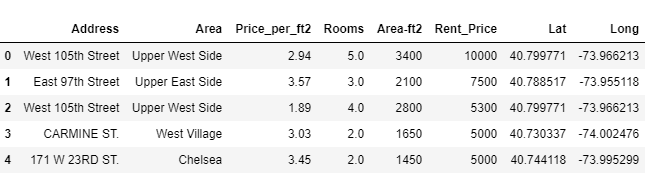 Address Area Price_per_ft2 Rooms Area-ft2 Rent_Price Lat Long
0 West 105th Street Upper West Side 2.94 5.0 3400 10000 40.799771 -73.966213
1 East 97th Street Upper East Side 3.57 3.0 2100 7500 40.788517 -73.955118
2 West 105th Street Upper West Side 1.89 4.0 2800 5300 40.799771 -73.966213
3 CARMINE ST. West Village 3.03 2.0 1650 5000 40.730337 -74.002476
4 171 W 23RD ST. Chelsea 3.45 2.0 1450 5000 40.744118 -73.995299